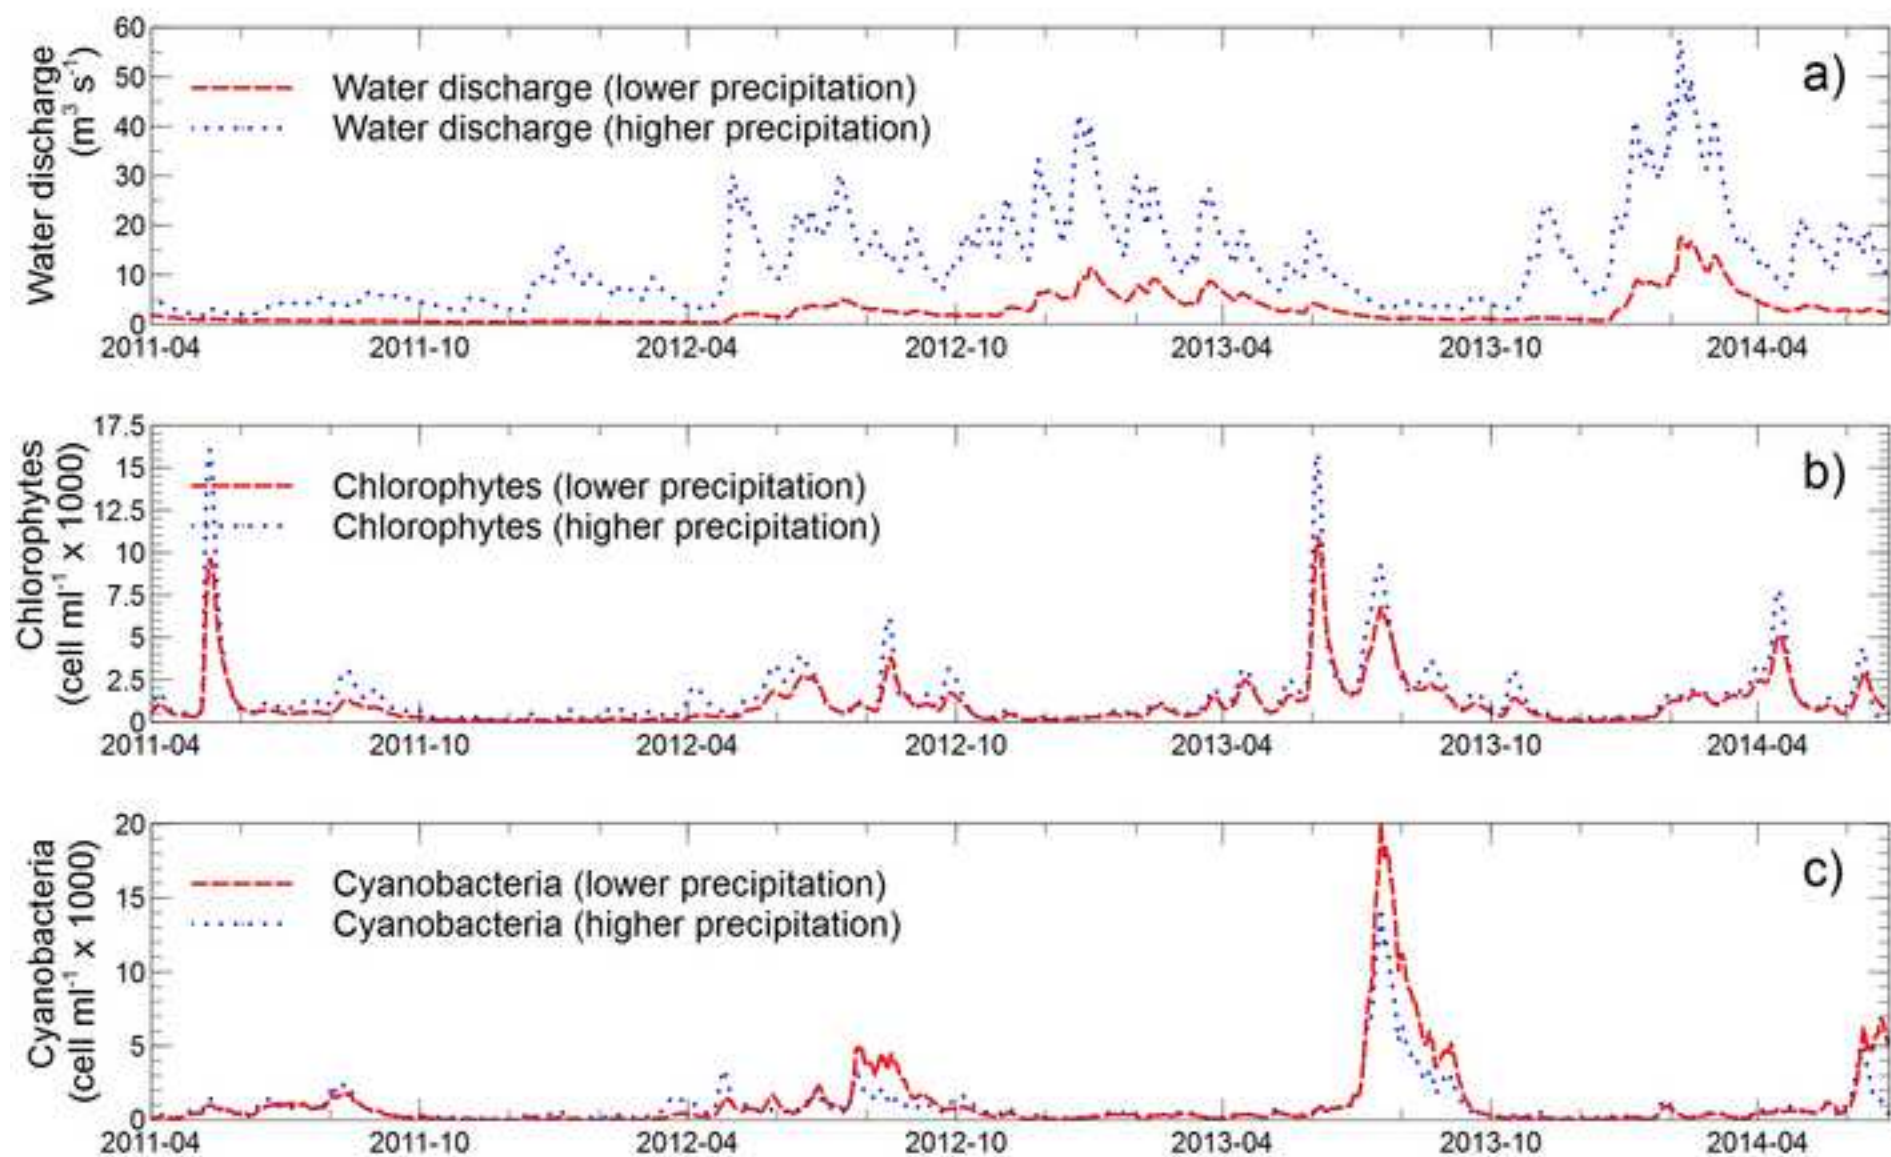 60
50
40
30
20
10
0
Water discharge
(m³ s⁻¹)
Water discharge (lower precipitation)
Water discharge (higher precipitation)
a)
2011-04 2011-10 2012-04 2012-10 2013-04 2013-10 2014-04
17.5
15
12.5
10
7.5
5
2.5
0
Chlorophytes
(cell ml⁻¹ x 1000)
Chlorophytes (lower precipitation)
Chlorophytes (higher precipitation)
b)
2011-04 2011-10 2012-04 2012-10 2013-04 2013-10 2014-04
20
15
10
5
0
Cyanobacteria
(cell ml⁻¹ x 1000)
Cyanobacteria (lower precipitation)
Cyanobacteria (higher precipitation)
c)
2011-04 2011-10 2012-04 2012-10 2013-04 2013-10 2014-04